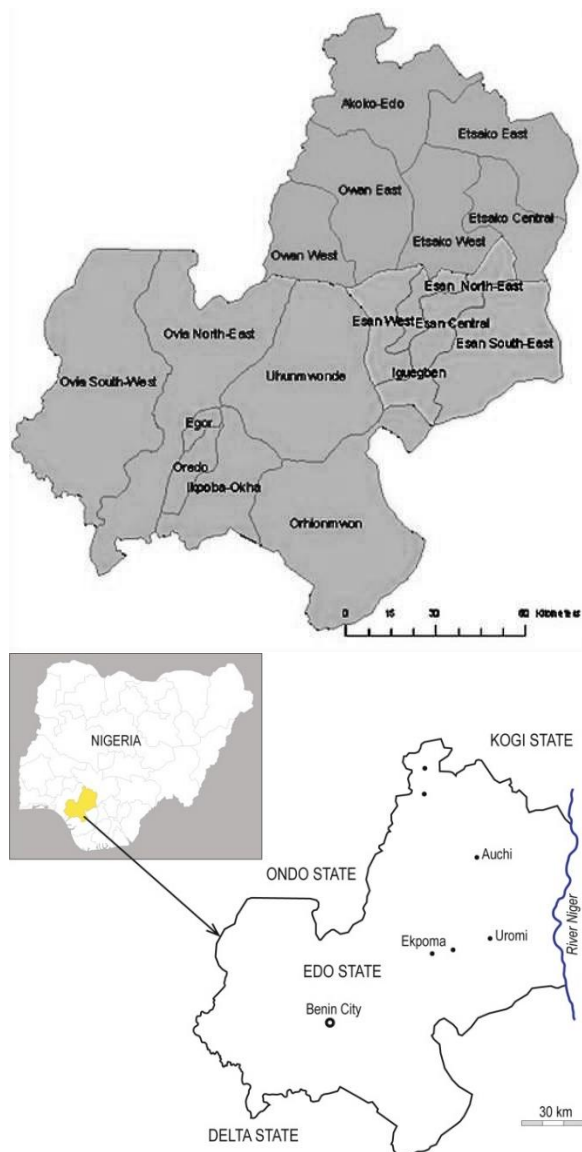 Akoko-Edo
Etsako East
Owan East
Etsako Central
Etsako West
Owan West
Esan North-East
Esan West
Esan Central
Ovia North-East
Esan South-East
Iguegben
Ovia South-West
Uhunmwonde
Egor
Oredo
Ikpoba-Okha
Orhionmwon
0 15 30 60 Kilometers
NIGERIA
KOGI STATE
Auchi
ONDO STATE
Uromi
Ekpoma
River Niger
EDO STATE
Benin City
30 km
DELTA STATE